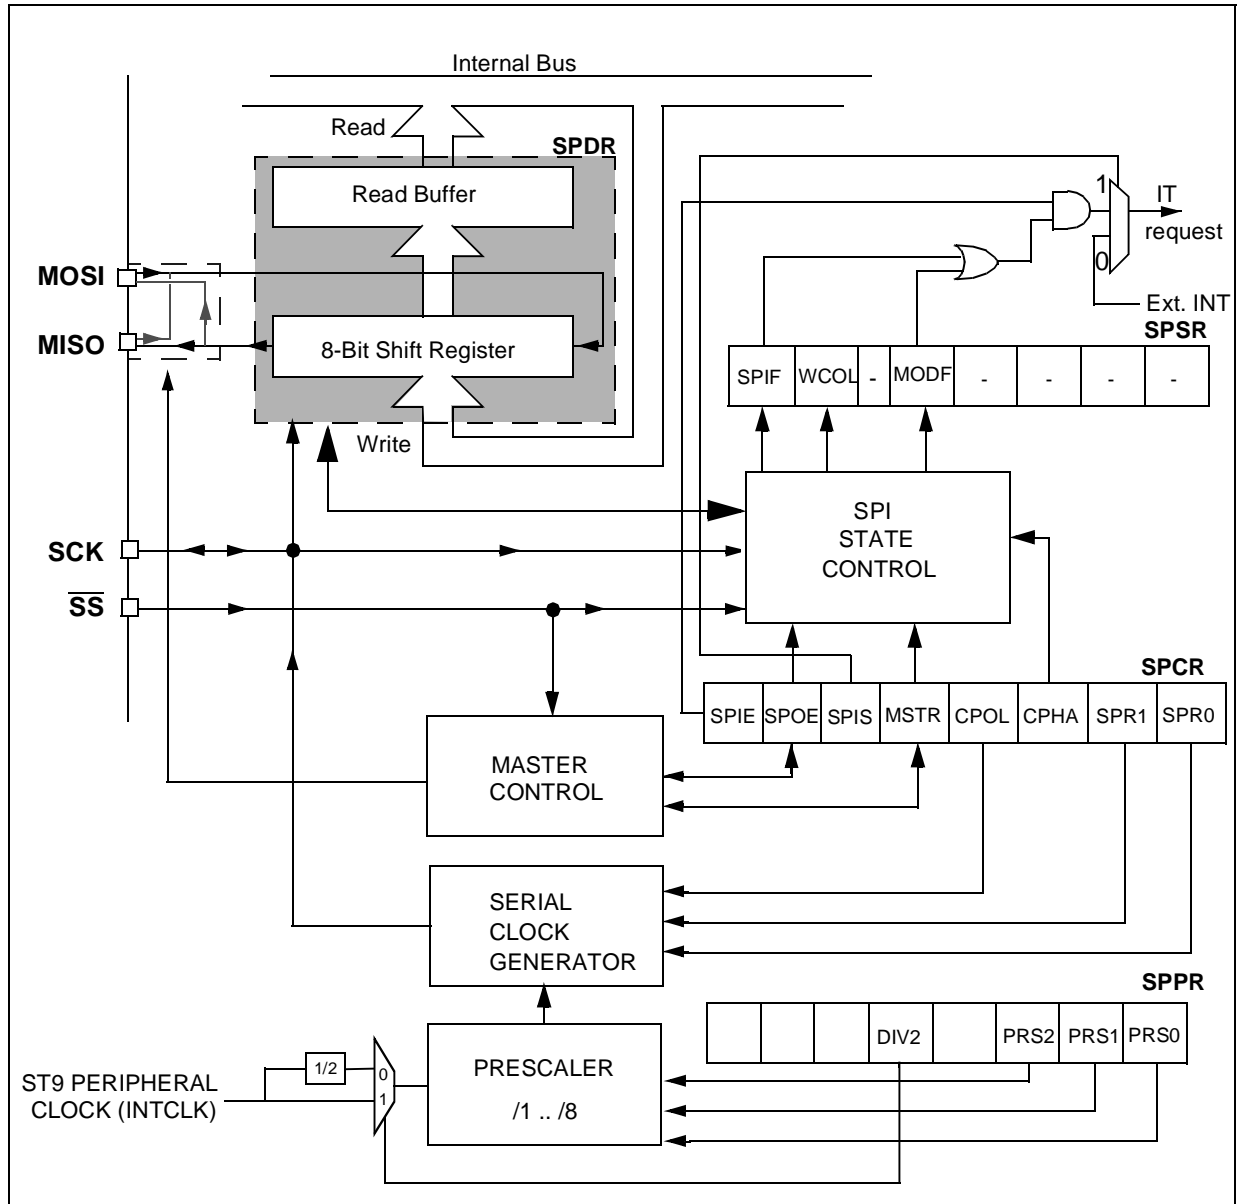 Internal Bus
Read
SPDR
Read Buffer
1
IT
request
0
MOSI
Ext. INT
MISO
8-Bit Shift Register
SPSR
SPIF WCOL - MODF - - - -
Write
SPI
STATE
CONTROL
SCK
SS
SPCR
SPIE SPOE SPIS MSTR CPOL CPHA SPR1 SPR0
MASTER
CONTROL
SERIAL
CLOCK
GENERATOR
SPPR
DIV2 PRS2 PRS1 PRS0
1/2
0
1
ST9 PERIPHERAL
CLOCK (INTCLK)
PRESCALER
/1 .. /8